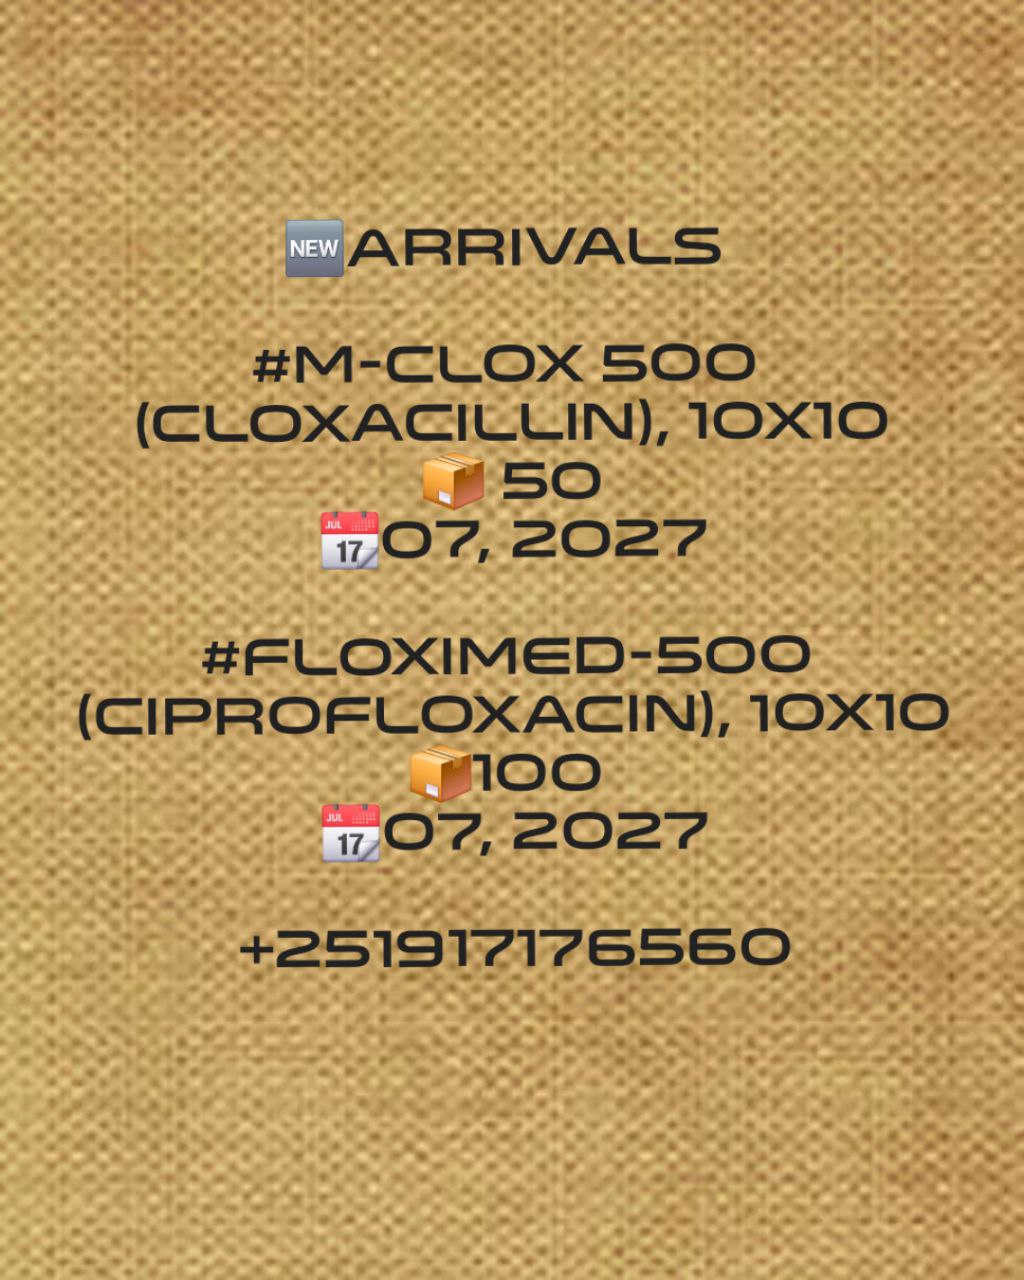 🆕ARRIVALS
#M-CLOX 500
(CLOXACILLIN), 10X10
📦 50
📅07, 2027
#FLOXIMED-500
(CIPROFLOXACIN), 10X10
📦100
📅07, 2027
+251917176560